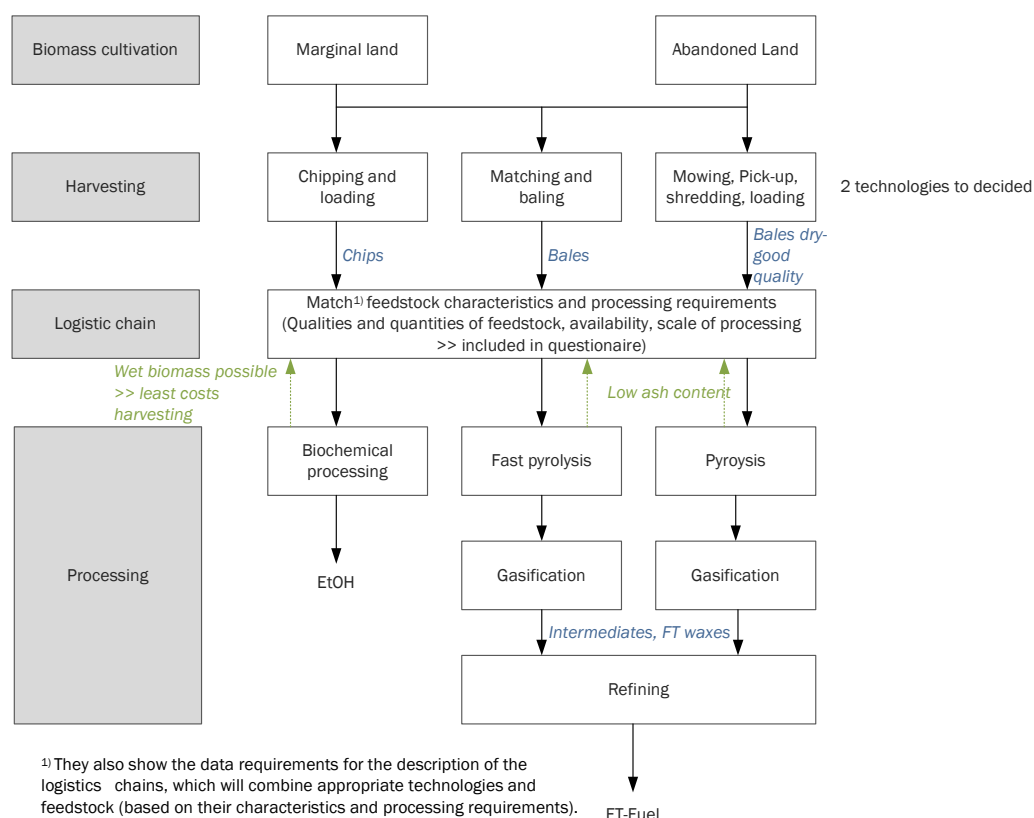 Biomass cultivation
Marginal land
Abandoned Land
Harvesting
Chipping and
loading
Matching and
baling
Mowing, Pick-up,
shredding, loading
2 technologies to decided
Chips
Bales
Bales dry-
good
quality
Logistic chain
Match1) feedstock characteristics and processing requirements
(Qualities and quantities of feedstock, availability, scale of processing
>> included in questionaire)
Wet biomass possible
>> least costs
harvesting
Low ash content
Processing
Biochemical
processing
Fast pyrolysis
Pyroysis
EtOH
Gasification
Gasification
Intermediates, FT waxes
Refining
1) They also show the data requirements for the description of the
logistics chains, which will combine appropriate technologies and
feedstock (based on their characteristics and processing requirements).
FT-Fuel